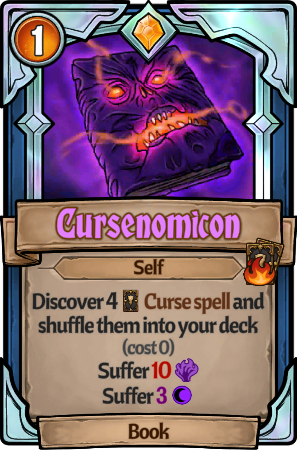 1
Cursenomicon
Self
Discover 4 Curse spell and
shuffle them into your deck
(cost 0)
Suffer 10
Suffer 3
Book